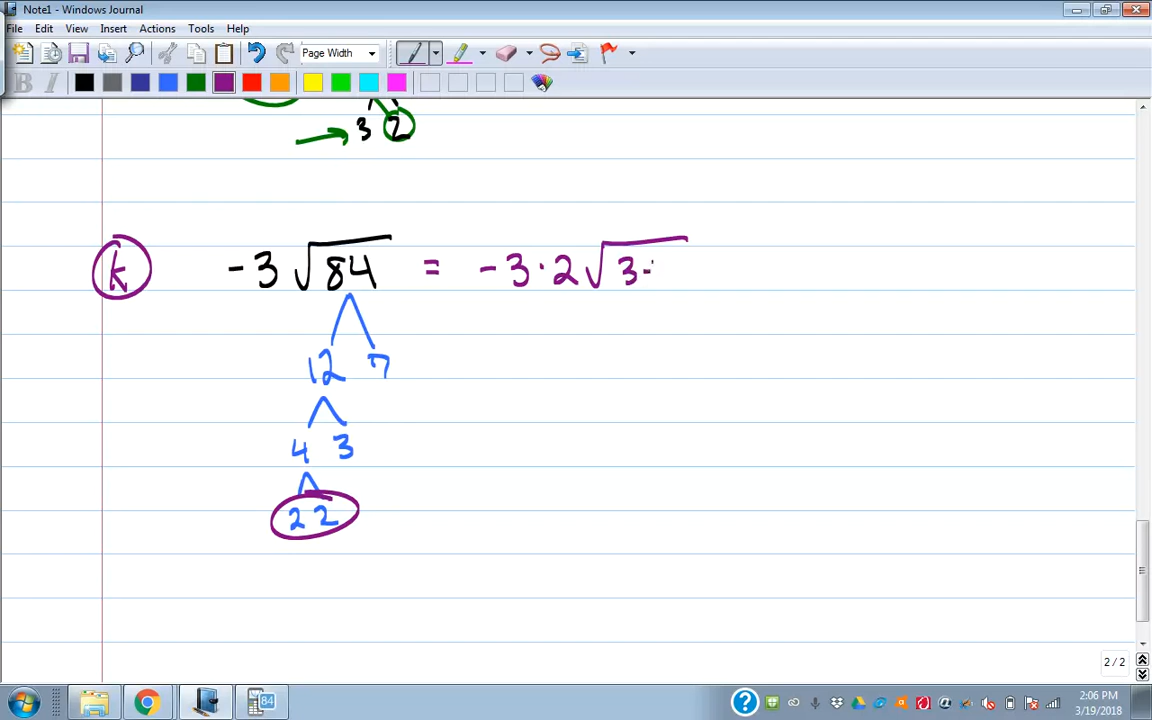 Note1 - Windows Journal
File Edit View Insert Actions Tools Help
Page Width
B I
3 2
k -3 √84 = -3·2√3·
12 7
4 3
2 2
2 / 2
84
2:06 PM
3/19/2018